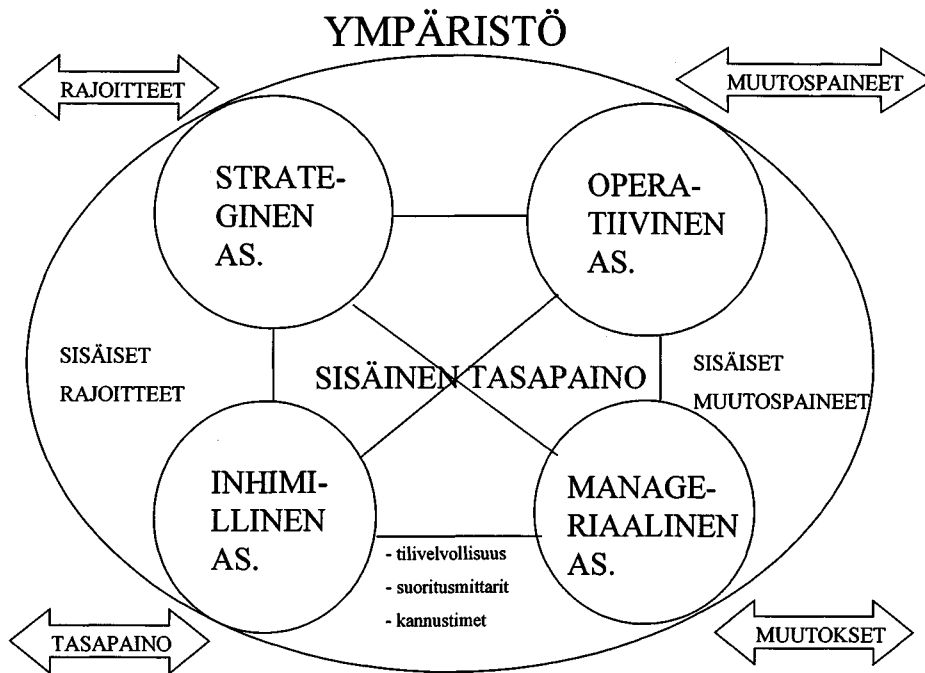 YMPÄRISTÖ
RAJOITTEET
MUUTOSPAINEET
STRATE-
GINEN
AS.
OPERA-
TIIVINEN
AS.
SISÄISET
RAJOITTEET
SISÄINEN TASAPAINO
SISÄISET
MUUTOSPAINEET
INHIMI-
LLINEN
AS.
- tilivelvollisuus
- suoritusmittarit
- kannustimet
MANAGE-
RIAALINEN
AS.
TASAPAINO
MUUTOKSET